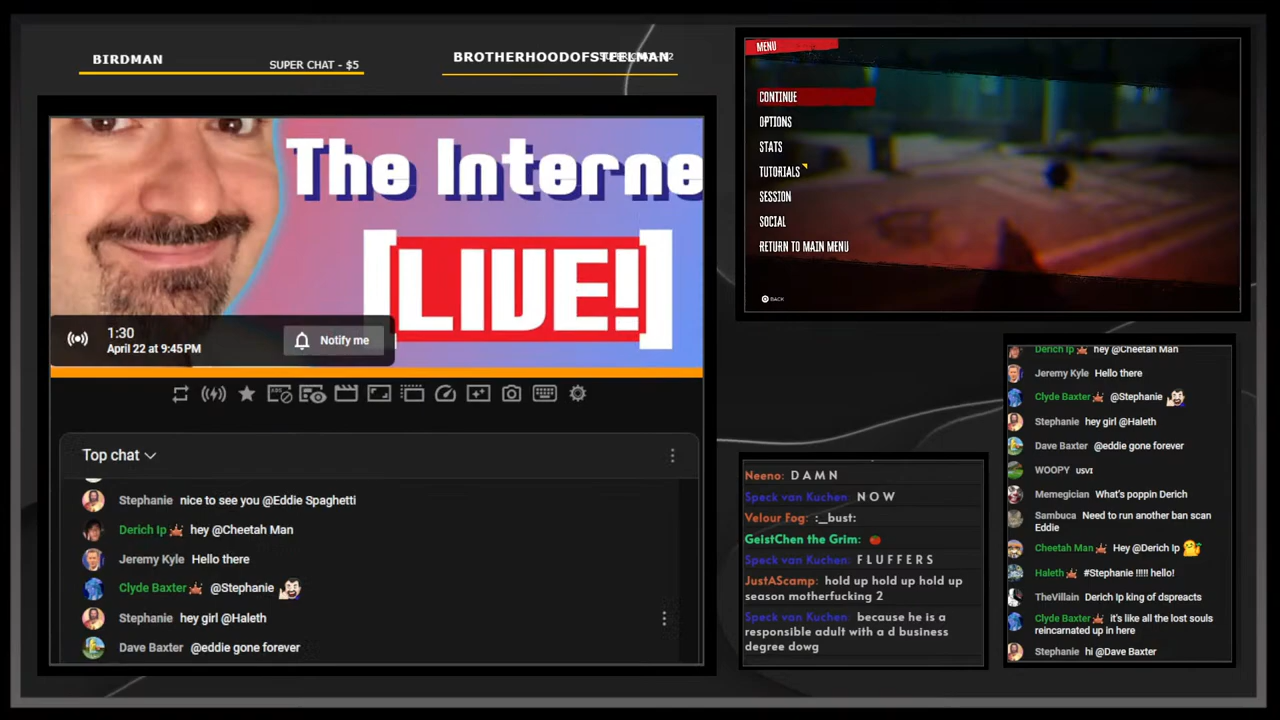 BIRDMAN
SUPER CHAT - $5
BROTHERHOODOFSTEELMAN
The Interne
[LIVE!]
1:30
April 22 at 9:45 PM
Notify me
Top chat
Stephanie nice to see you @Eddie Spaghetti
Derich Ip hey @Cheetah Man
Jeremy Kyle Hello there
Clyde Baxter @Stephanie
Stephanie hey girl @Haleth
Dave Baxter @eddie gone forever
MENU
CONTINUE
OPTIONS
STATS
TUTORIALS
SESSION
SOCIAL
RETURN TO MAIN MENU
BACK
Neeno: D A M N
Speck van Kuchen: N O W
Velour Fog: :_bust:
GeistChen the Grim:
Speck van Kuchen: F L U F F E R S
JustAScamp: hold up hold up hold up
season motherfucking 2
Speck van Kuchen: because he is a
responsible adult with a d business
degree dowg
Derich Ip hey @Cheetah Man
Jeremy Kyle Hello there
Clyde Baxter @Stephanie
Stephanie hey girl @Haleth
Dave Baxter @eddie gone forever
WOOPY USVI
Memegician What's poppin Derich
Sambuca Need to run another ban scan
Eddie
Cheetah Man Hey @Derich Ip
Haleth #Stephanie !!!!! hello!
TheVillain Derich Ip king of dspreacts
Clyde Baxter it's like all the lost souls
reincarnated up in here
Stephanie hi @Dave Baxter